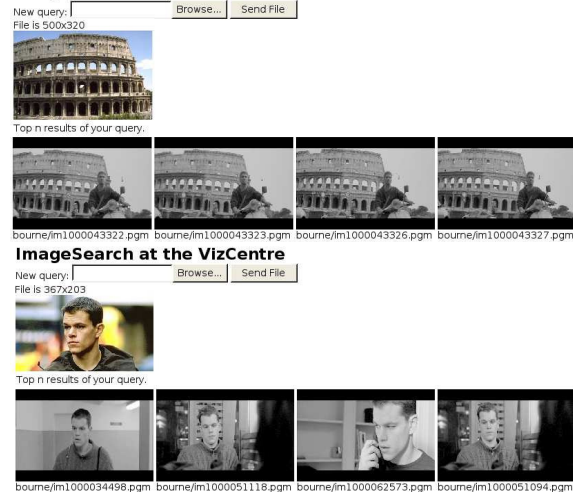 New query: Browse... Send File
File is 500x320
Top n results of your query.
bourne/im1000043322.pgm bourne/im1000043323.pgm bourne/im1000043326.pgm bourne/im1000043327.pgm
ImageSearch at the VizCentre
New query: Browse... Send File
File is 367x203
Top n results of your query.
bourne/im1000034498.pgm bourne/im1000051118.pgm bourne/im1000062573.pgm bourne/im1000051094.pgm